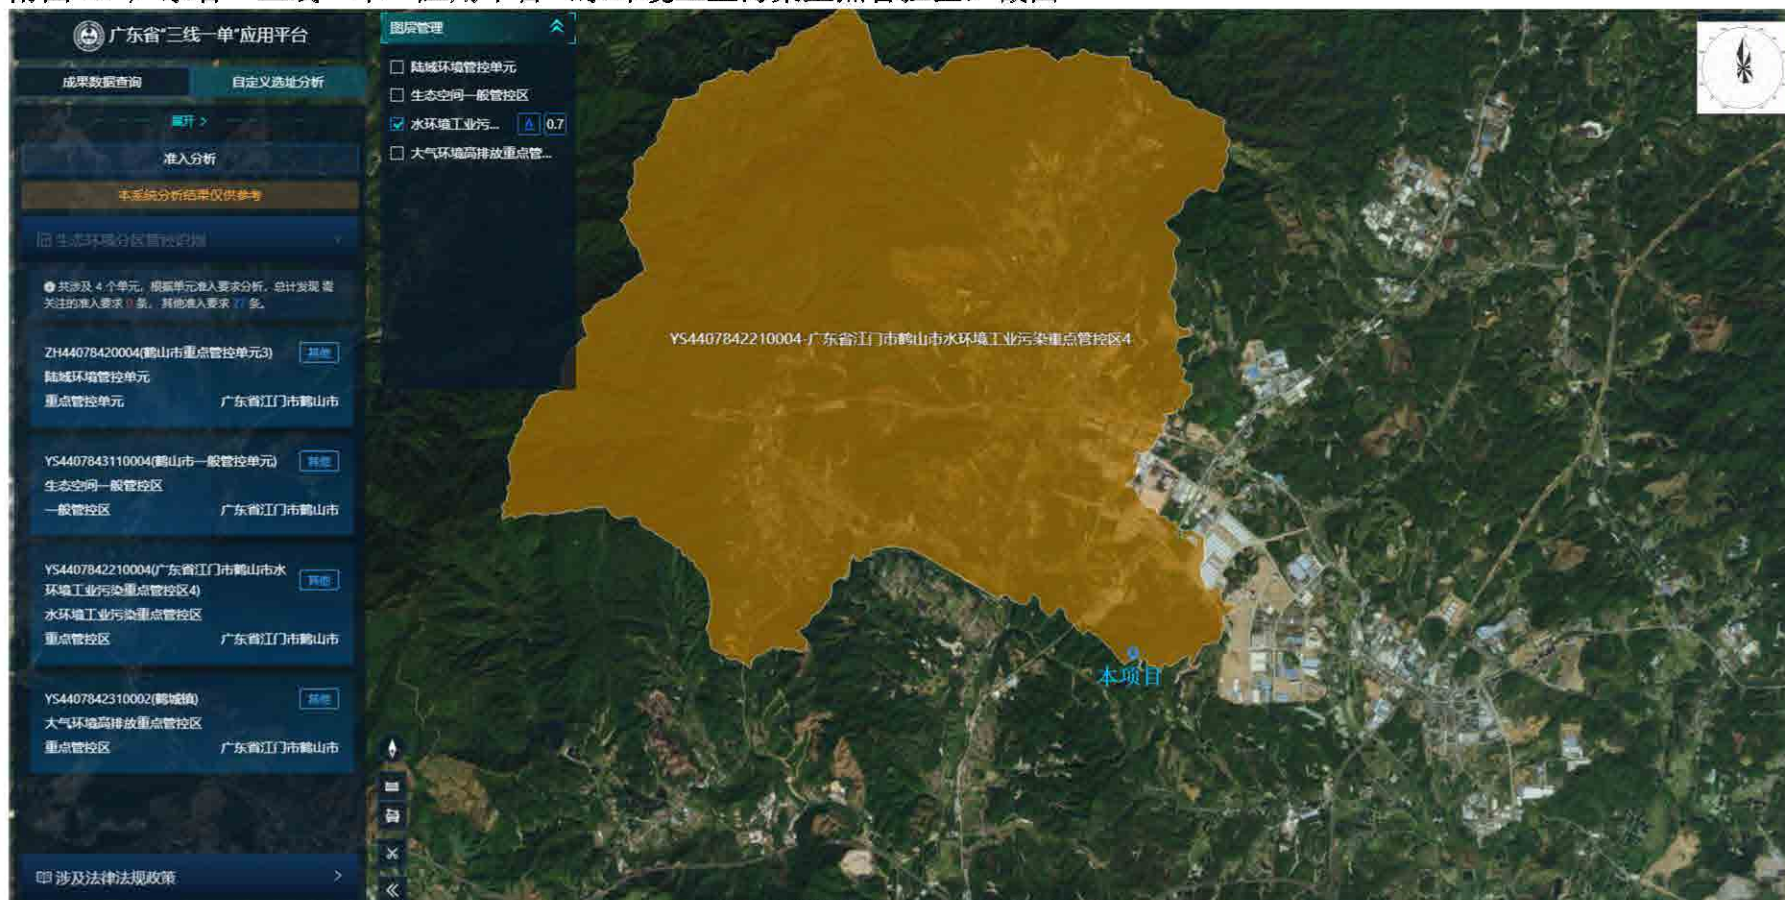 广东省"三线一单"应用平台
成果数据查询
自定义选址分析
展开 >
准入分析
本系统分析结果仅供参考
生态环境分区管控识别
共涉及 4 个单元，根据单元准入要求分析，总计发现 需
关注的准入要求 0 条，其他准入要求 27 条。
ZH44078420004(鹤山市重点管控单元3)
其他
陆域环境管控单元
重点管控单元
广东省江门市鹤山市
YS4407843110004(鹤山市一般管控单元)
其他
生态空间一般管控区
一般管控区
广东省江门市鹤山市
YS4407842210004(广东省江门市鹤山市水
环境工业污染重点管控区4)
其他
水环境工业污染重点管控区
重点管控区
广东省江门市鹤山市
YS4407842310002(鹤城镇)
其他
大气环境高排放重点管控区
重点管控区
广东省江门市鹤山市
涉及法律法规政策
图层管理
陆域环境管控单元
生态空间一般管控区
水环境工业污...
0.7
大气环境高排放重点管...
YS4407842210004-广东省江门市鹤山市水环境工业污染重点管控区4
本项目